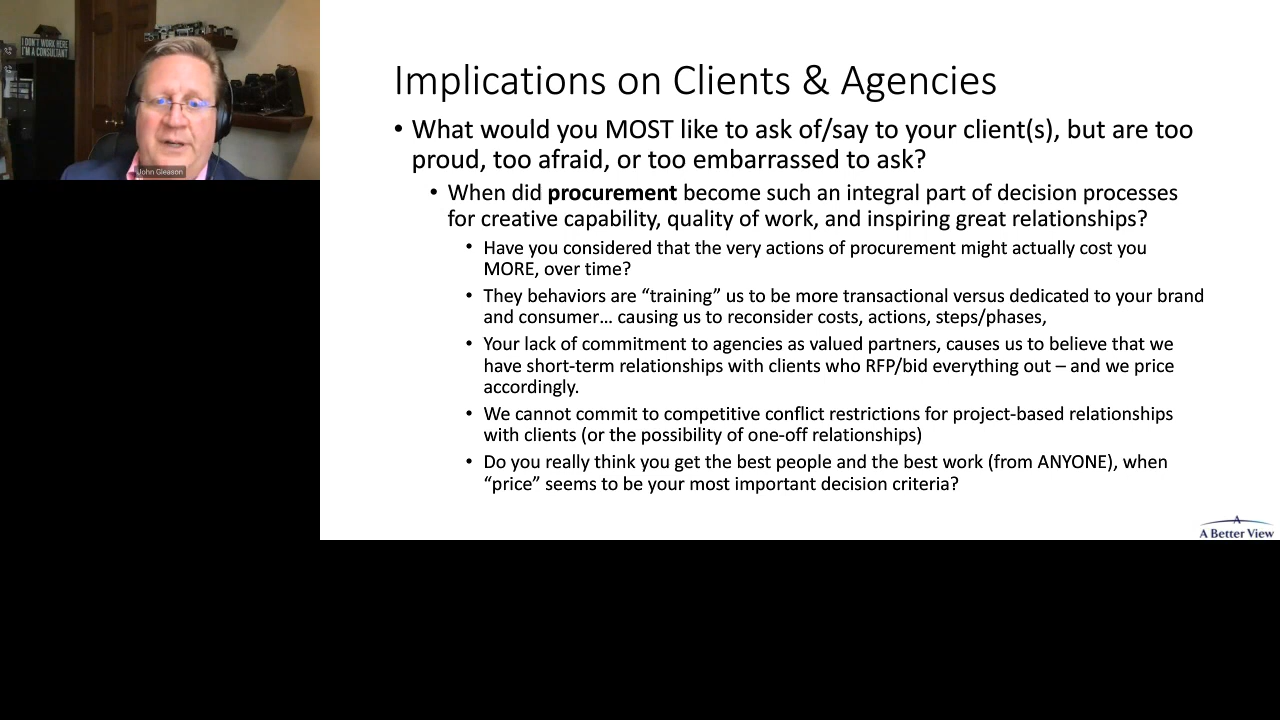 I DON'T WORK HERE
I'M A CONSULTANT
John Gleason
Implications on Clients & Agencies
• What would you MOST like to ask of/say to your client(s), but are too
proud, too afraid, or too embarrassed to ask?
• When did procurement become such an integral part of decision processes
for creative capability, quality of work, and inspiring great relationships?
• Have you considered that the very actions of procurement might actually cost you
MORE, over time?
• They behaviors are “training” us to be more transactional versus dedicated to your brand
and consumer… causing us to reconsider costs, actions, steps/phases,
• Your lack of commitment to agencies as valued partners, causes us to believe that we
have short-term relationships with clients who RFP/bid everything out – and we price
accordingly.
• We cannot commit to competitive conflict restrictions for project-based relationships
with clients (or the possibility of one-off relationships)
• Do you really think you get the best people and the best work (from ANYONE), when
“price” seems to be your most important decision criteria?
A
A Better View